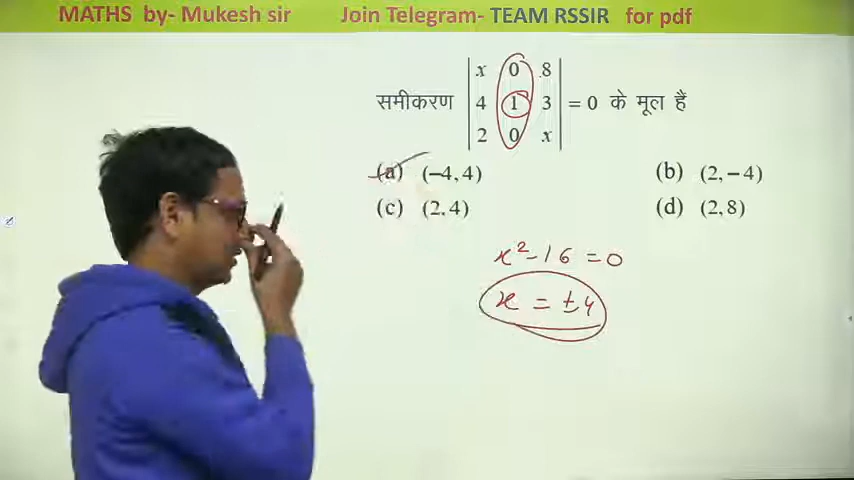 MATHS by- Mukesh sir Join Telegram- TEAM RSSIR for pdf
समीकरण | x 0 8 |
| 4 1 3 | = 0 के मूल हैं
| 2 0 x |
(a) (−4, 4) (b) (2, − 4)
(c) (2, 4) (d) (2, 8)
x² − 16 = 0
x = ±4